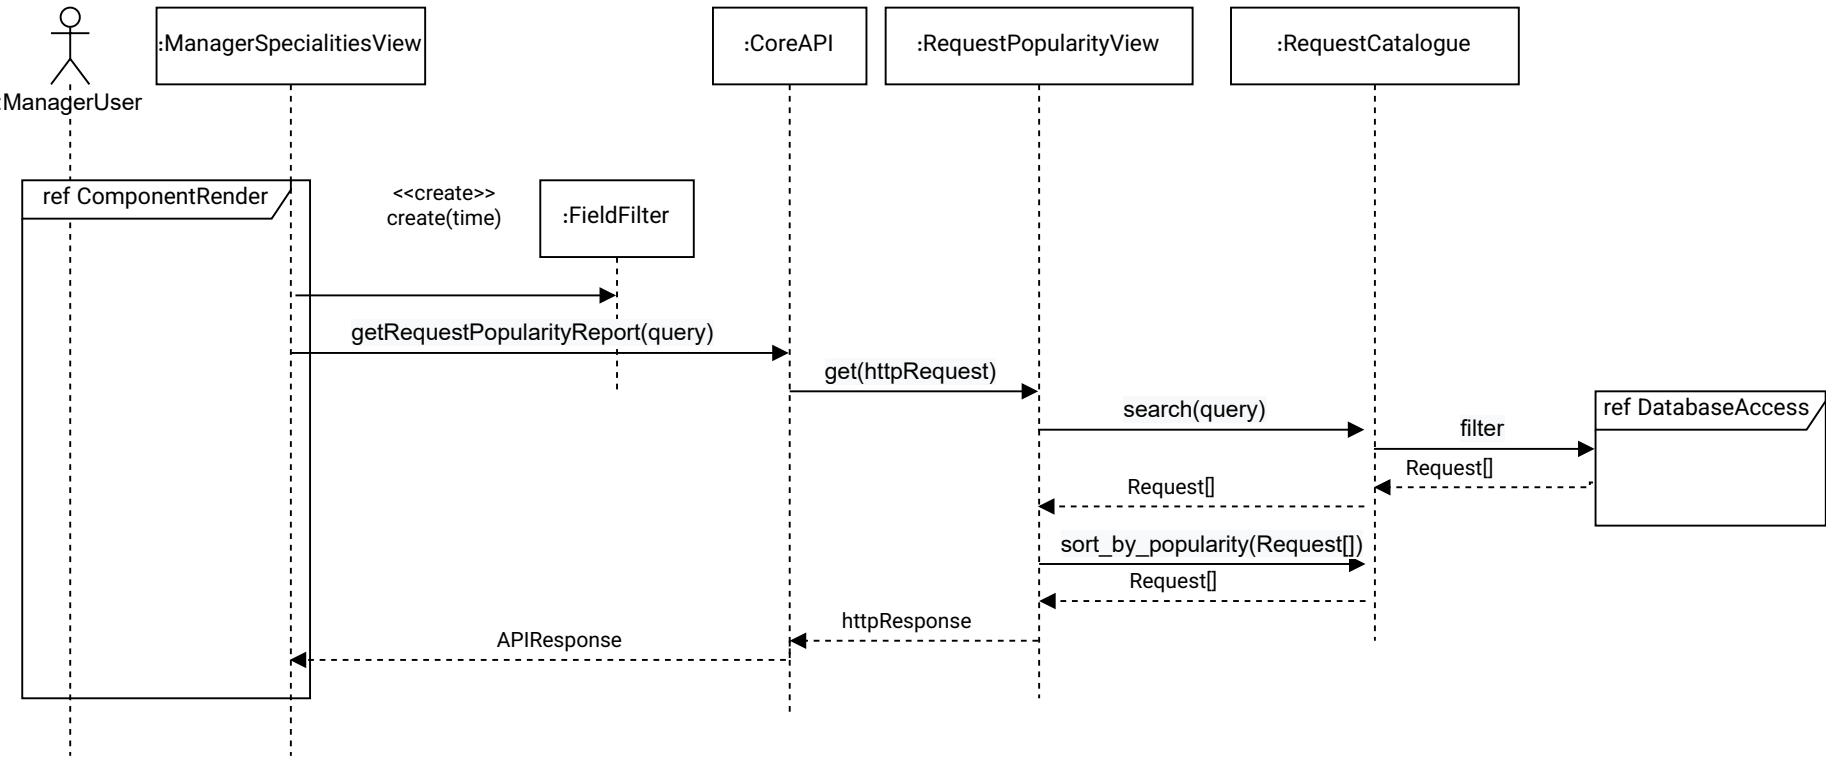 :ManagerSpecialitiesView
:CoreAPI
:RequestPopularityView
:RequestCatalogue
:ManagerUser
ref ComponentRender
<<create>>
create(time)
:FieldFilter
getRequestPopularityReport(query)
get(httpRequest)
search(query)
ref DatabaseAccess
filter
Request[]
Request[]
sort_by_popularity(Request[])
Request[]
httpResponse
APIResponse